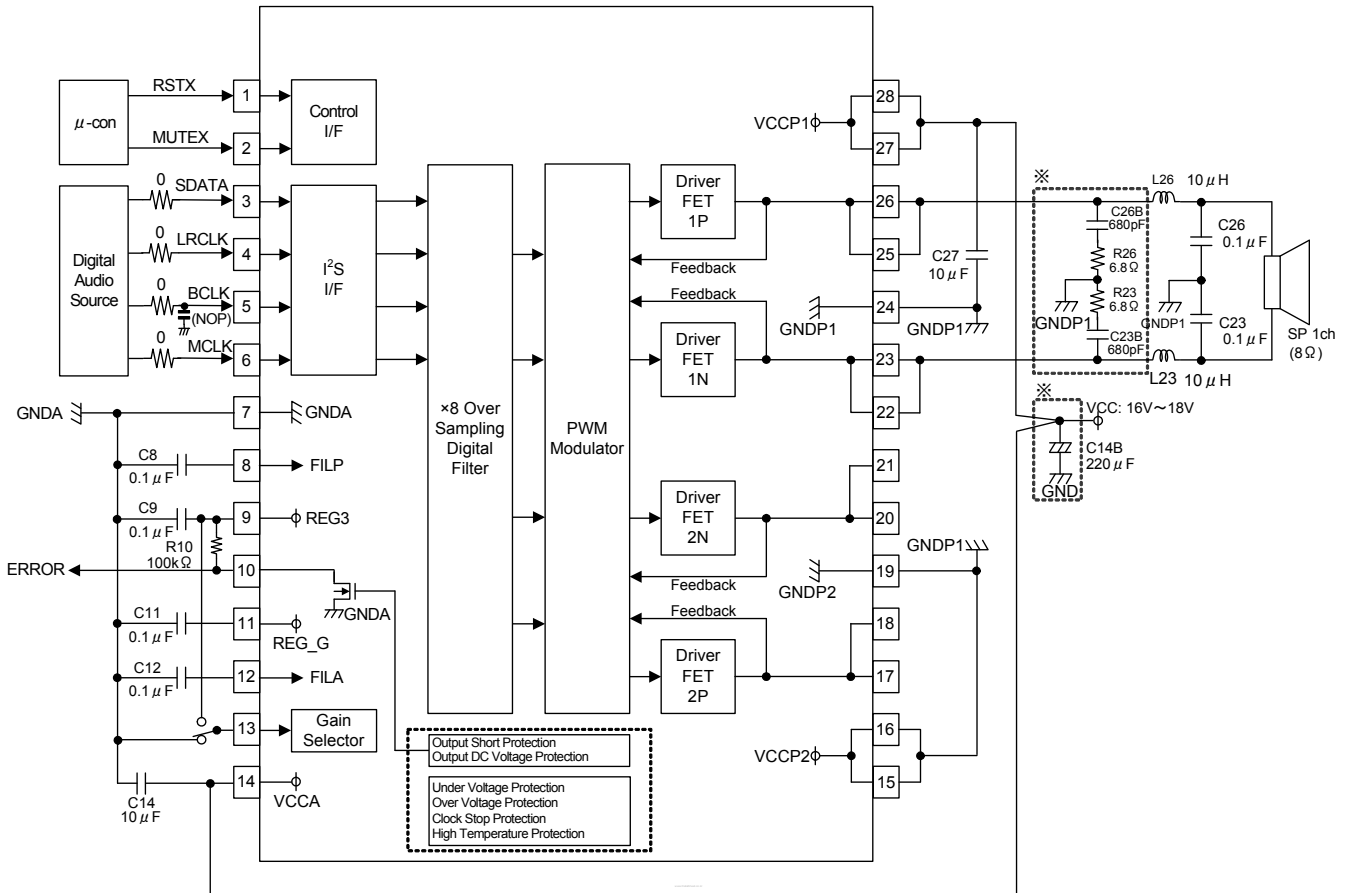 μ-con
RSTX
MUTEX
1
2
Control
I/F
Digital
Audio
Source
0
SDATA
0
LRCLK
0
BCLK
(NOP)
0
MCLK
3
4
5
6
I²S
I/F
GNDA
7
GNDA
C8
0.1μF
8
FILP
C9
0.1μF
9
REG3
R10
100kΩ
ERROR
10
GNDA
C11
0.1μF
11
REG_G
C12
0.1μF
12
FILA
13
Gain
Selector
C14
10μF
14
VCCA
×8 Over
Sampling
Digital
Filter
PWM
Modulator
Driver
FET
1P
Feedback
Feedback
Driver
FET
1N
Driver
FET
2N
Feedback
Feedback
Driver
FET
2P
Output Short Protection
Output DC Voltage Protection
Under Voltage Protection
Over Voltage Protection
Clock Stop Protection
High Temperature Protection
VCCP1
28
27
26
25
GNDP1
24
23
22
21
20
GNDP2
19
18
17
VCCP2
16
15
C27
10μF
GNDP1
GNDP1
※
C26B
680pF
R26
6.8Ω
R23
6.8Ω
GNDP1
C23B
680pF
L26 10μH
C26
0.1μF
GNDP1
C23
0.1μF
L23 10μH
SP 1ch
(8Ω)
※
VCC: 16V～18V
C14B
220μF
GND